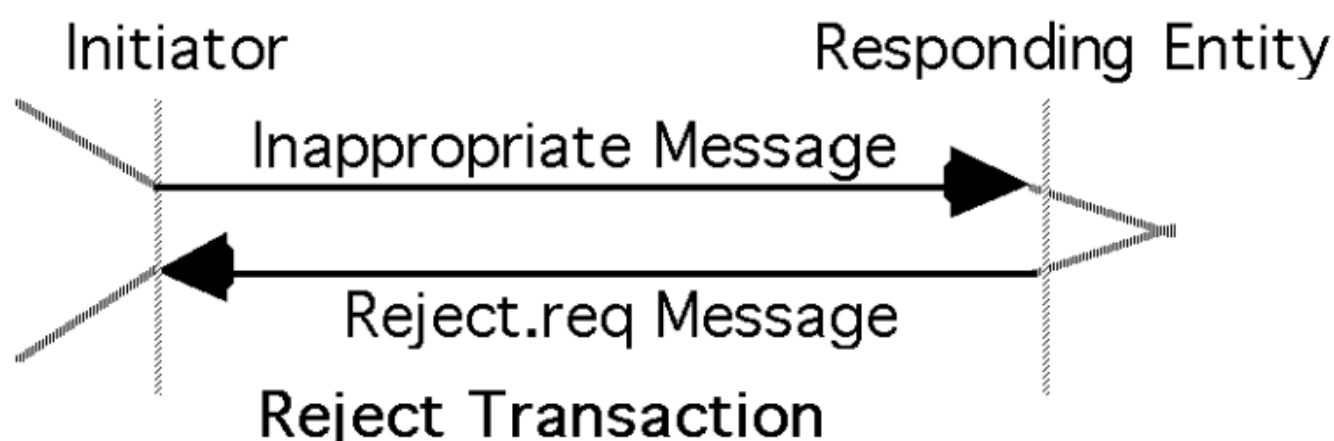 Initiator
Responding Entity
Inappropriate Message
Reject.req Message
Reject Transaction